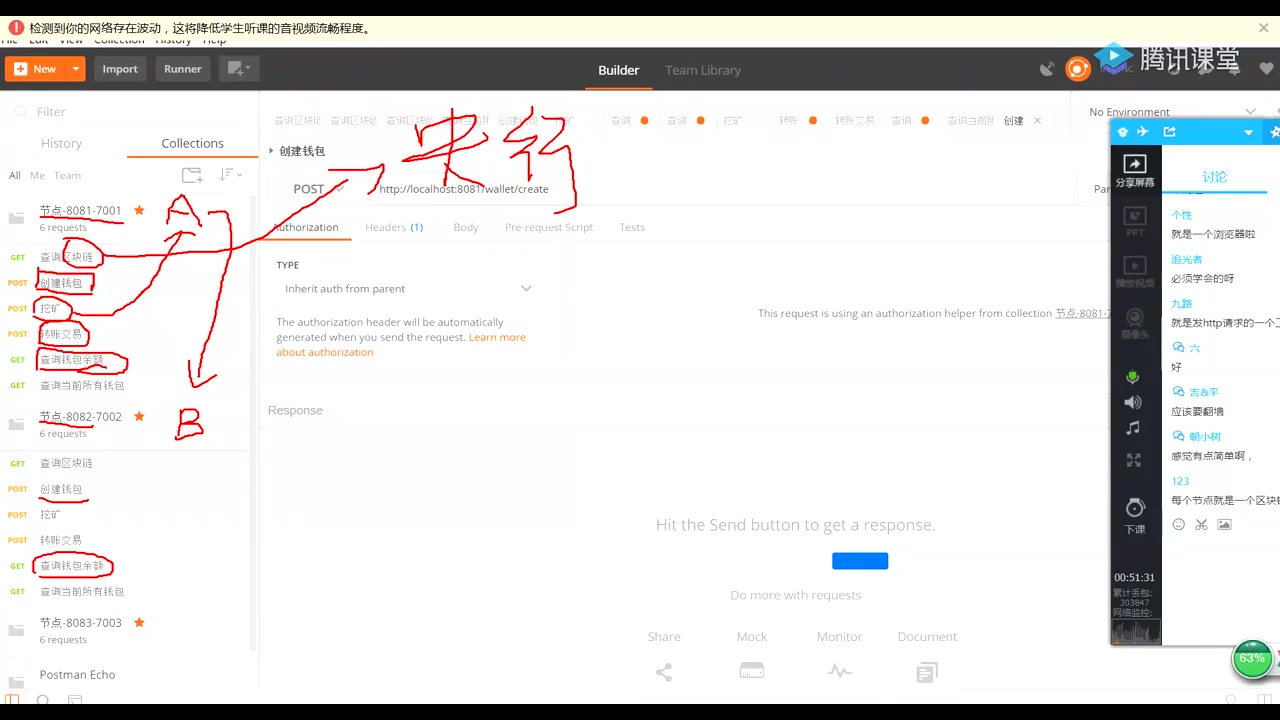 检测到你的网络存在波动，这将降低学生听课的音视频流畅程度。
File Edit View Collection History Help
New Import Runner
Builder Team Library
腾讯课堂
Filter
History Collections
All Me Team
节点-8081-7001
6 requests
GET 查询区块链
POST 创建钱包
POST 挖矿
POST 转账交易
GET 查询钱包余额
GET 查询当前所有钱包
节点-8082-7002
6 requests
GET 查询区块链
POST 创建钱包
POST 挖矿
POST 转账交易
GET 查询钱包余额
GET 查询当前所有钱包
节点-8083-7003
6 requests
Postman Echo
A
B
查询区块链 查询区块链 查询区块链 查询 查询 挖矿 转账 转账交易 查询 查询当前所 创建
No Environment
创建钱包
POST http://localhost:8081/wallet/create
Authorization Headers (1) Body Pre-request Script Tests
TYPE
Inherit auth from parent
The authorization header will be automatically
generated when you send the request. Learn more
about authorization
This request is using an authorization helper from collection 节点-8081-7
Response
Hit the Send button to get a response.
Do more with requests
Share Mock Monitor Document
分享屏幕
PPT
播放视频
摄像头
下课
00:51:31
累计丢包:
303847
网络监控:
讨论
个性
就是一个浏览器啦
追光者
必须学会的呀
九路
就是发http请求的一个工
六
好
吉&平
应该要翻墙
朝小树
感觉有点简单啊，
123
每个节点就是一个区块链
63%